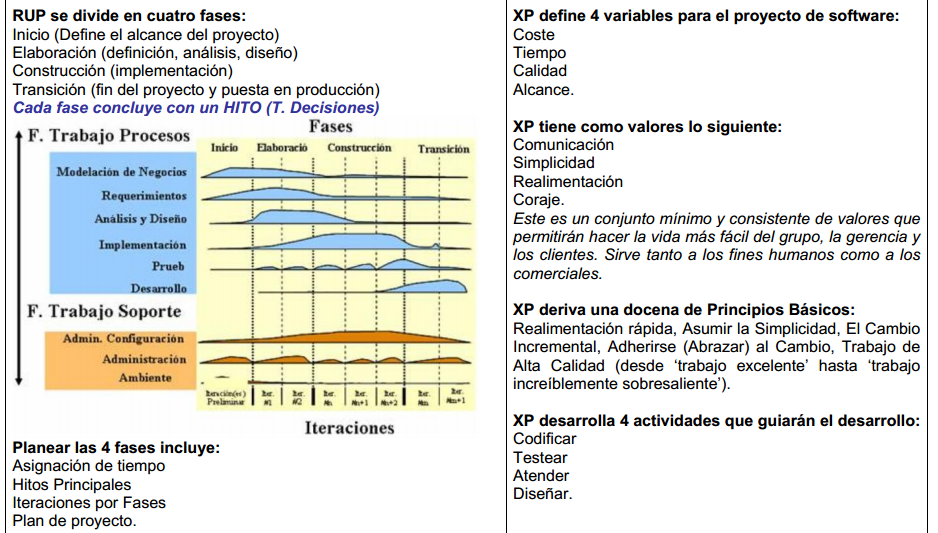 RUP se divide en cuatro fases:
Inicio (Define el alcance del proyecto)
Elaboración (definición, análisis, diseño)
Construcción (implementación)
Transición (fin del proyecto y puesta en producción)
Cada fase concluye con un HITO (T. Decisiones)
Fases
F. Trabajo Procesos
Inicio Elaboració Construcción Transición
Modelación de Negocios
Requerimientos
Análisis y Diseño
Implementación
Prueb
Desarrollo
F. Trabajo Soporte
Admin. Configuración
Administración
Ambiente
Iteración(es) Iter. Iter. Iter. Iter. Iter. Iter. Iter.
Preliminar #1 #2 #n #n+1 #n+2 #m #m+1
Iteraciones
Planear las 4 fases incluye:
Asignación de tiempo
Hitos Principales
Iteraciones por Fases
Plan de proyecto.
XP define 4 variables para el proyecto de software:
Coste
Tiempo
Calidad
Alcance.
XP tiene como valores lo siguiente:
Comunicación
Simplicidad
Realimentación
Coraje.
Este es un conjunto mínimo y consistente de valores que
permitirán hacer la vida más fácil del grupo, la gerencia y
los clientes. Sirve tanto a los fines humanos como a los
comerciales.
XP deriva una docena de Principios Básicos:
Realimentación rápida, Asumir la Simplicidad, El Cambio
Incremental, Adherirse (Abrazar) al Cambio, Trabajo de
Alta Calidad (desde ‘trabajo excelente’ hasta ‘trabajo
increíblemente sobresaliente’).
XP desarrolla 4 actividades que guiarán el desarrollo:
Codificar
Testear
Atender
Diseñar.